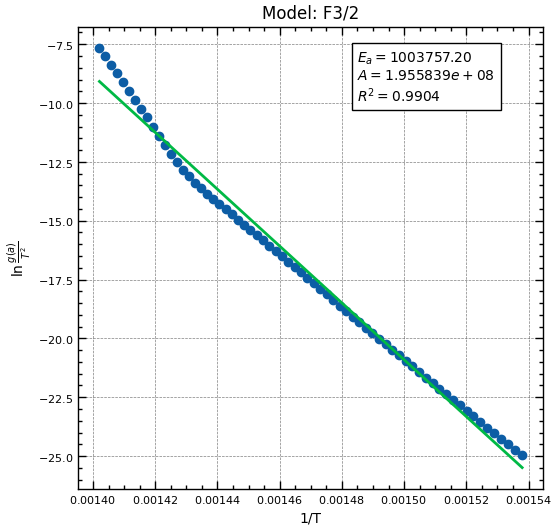 Model: F3/2
E_a = 1003757.20
A = 1.955839e + 08
R^2 = 0.9904
−7.5
−10.0
−12.5
−15.0
−17.5
−20.0
−22.5
−25.0
ln g(a)/T^2
0.00140 0.00142 0.00144 0.00146 0.00148 0.00150 0.00152 0.00154
1/T